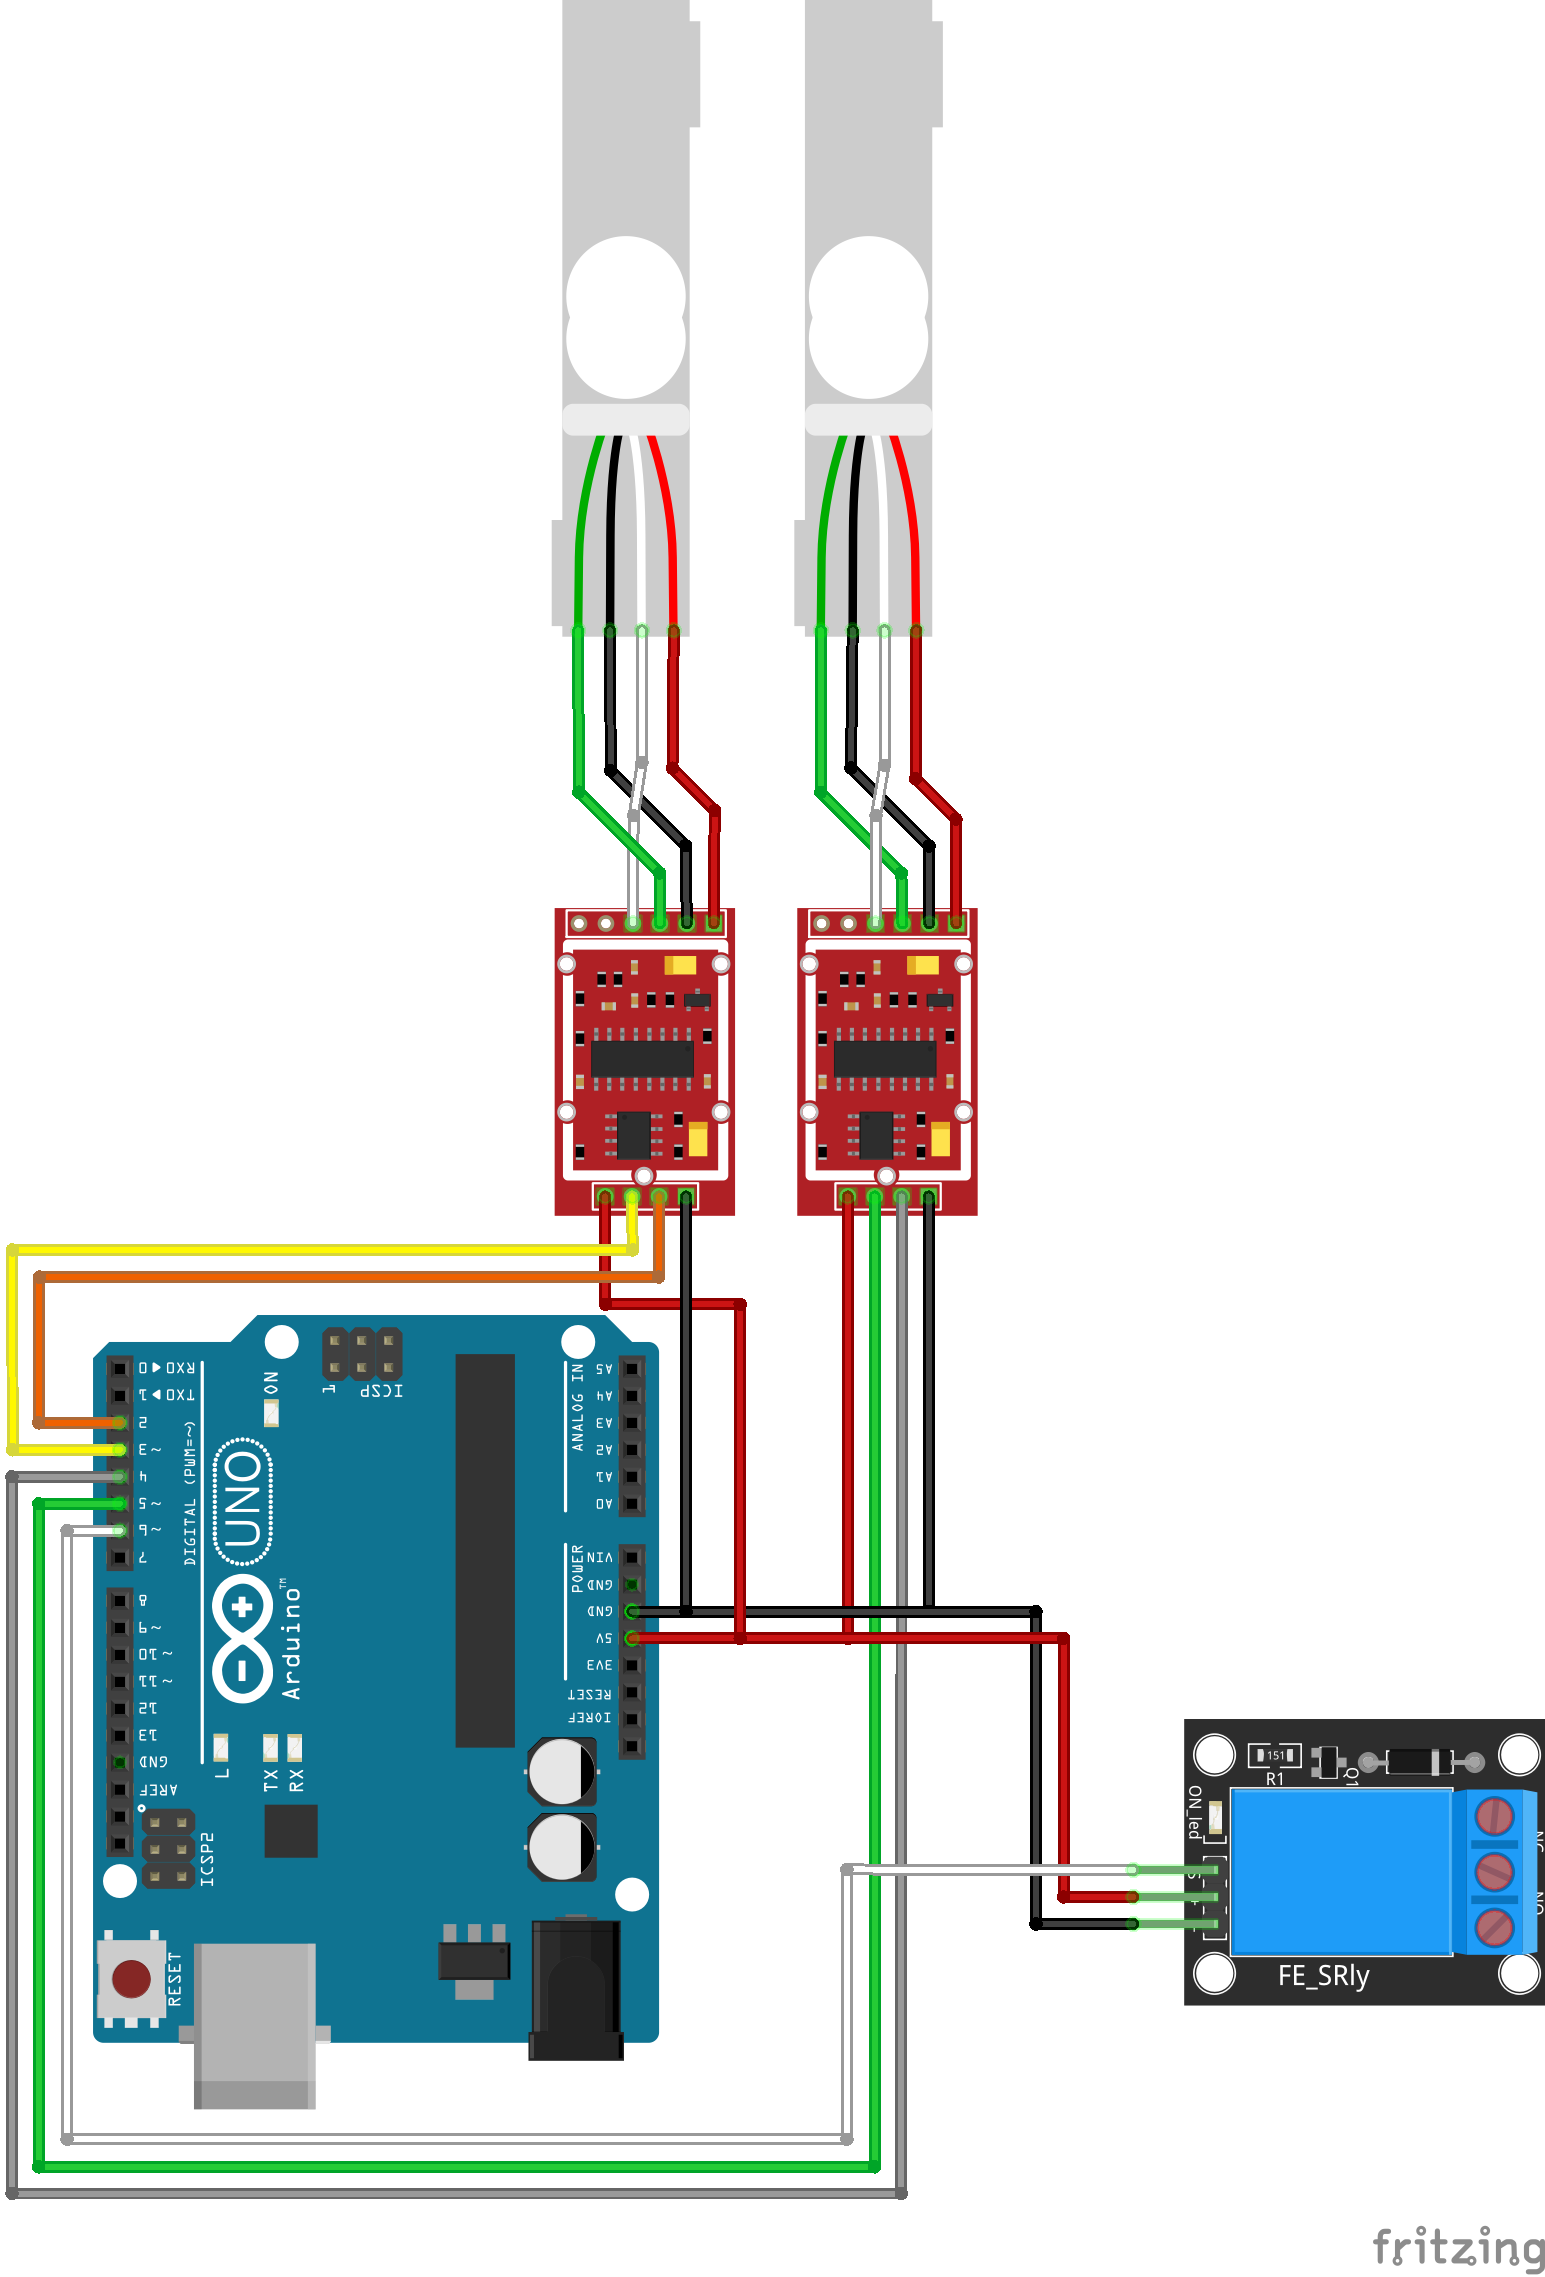 RXD ◀ 0
TXD ▶ 1
2
~ 3
4
~ 5
~ 6
7
DIGITAL (PWM=~)
8
~ 9
~ 10
~ 11
12
13
GND
AREF
1
ICSP
ON
UNO
Arduino™
L
TX
RX
ICSP2
RESET
ANALOG IN
A5
A4
A3
A2
A1
A0
POWER
VIN
GND
GND
5V
3V3
RESET
IOREF
151
R1
Q1
ON_led
S
+
FE_SRly
NC
NO
fritzing